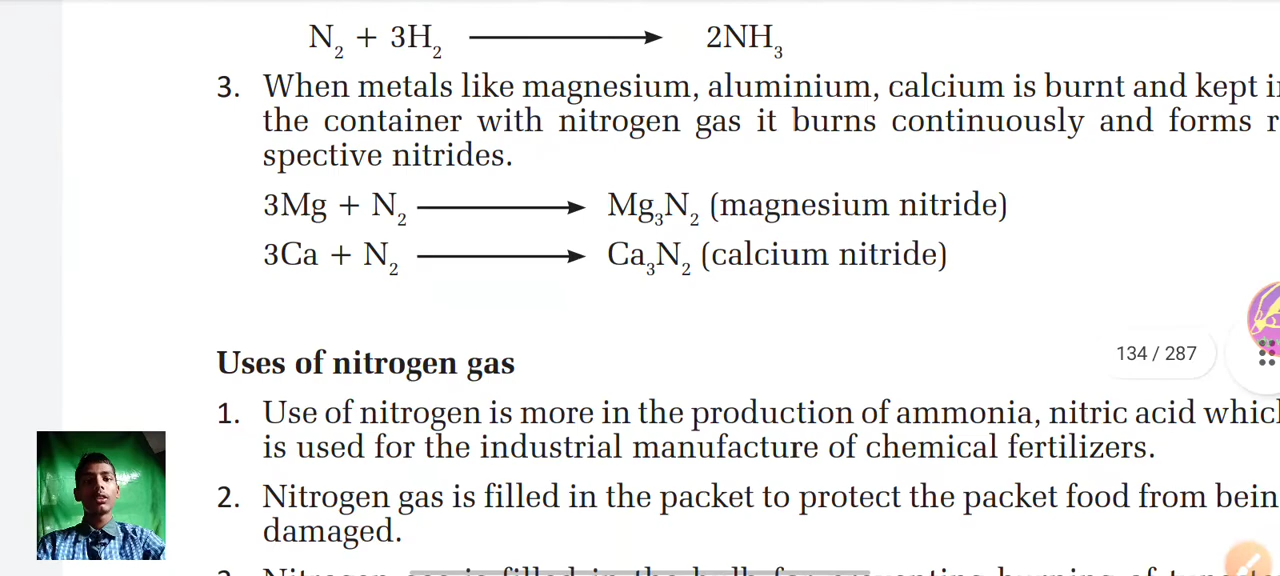 N₂ + 3H₂ ⟶ 2NH₃
3. When metals like magnesium, aluminium, calcium is burnt and kept
the container with nitrogen gas it burns continuously and forms
spective nitrides.
3Mg + N₂ ⟶ Mg₃N₂ (magnesium nitride)
3Ca + N₂ ⟶ Ca₃N₂ (calcium nitride)
Uses of nitrogen gas
134 / 287
1. Use of nitrogen is more in the production of ammonia, nitric acid
is used for the industrial manufacture of chemical fertilizers.
2. Nitrogen gas is filled in the packet to protect the packet food from
damaged.